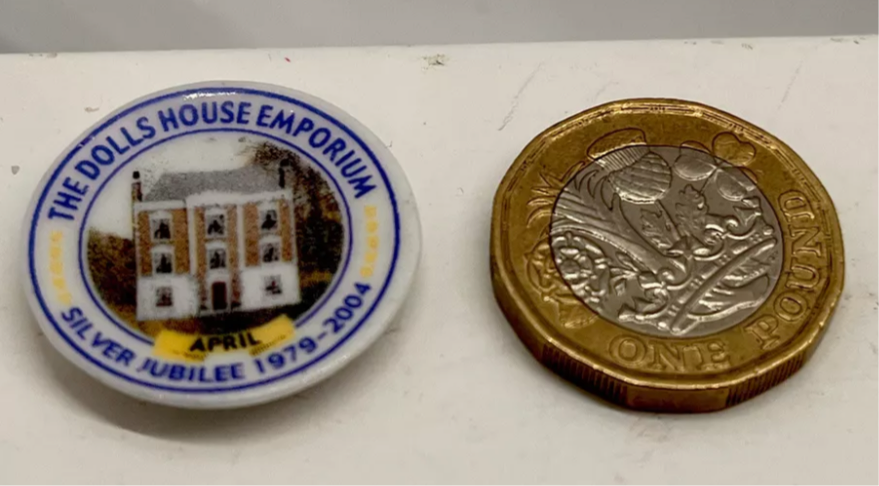 THE DOLLS HOUSE EMPORIUM
APRIL
SILVER JUBILEE 1979-2004
ONE POUND